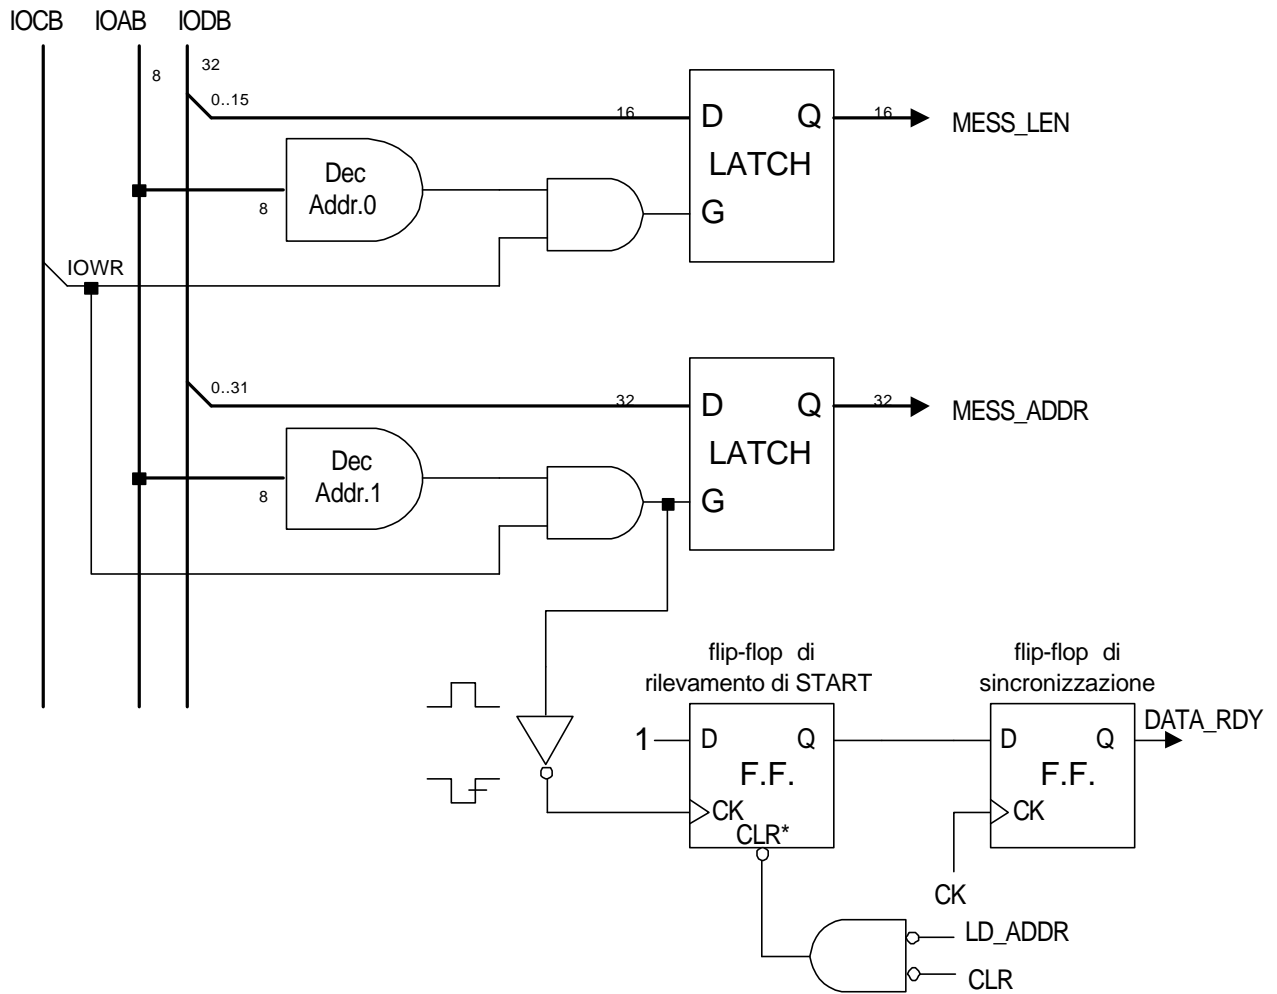 IOCB IOAB IODB
32
8
0..15
16
D Q
16
MESS_LEN
LATCH
Dec
Addr.0
8
G
IOWR
0..31
32
D Q
32
MESS_ADDR
LATCH
Dec
Addr.1
8
G
flip-flop di
rilevamento di START
flip-flop di
sincronizzazione
DATA_RDY
1
D Q
F.F.
CK
CLR*
D Q
F.F.
CK
CK
LD_ADDR
CLR